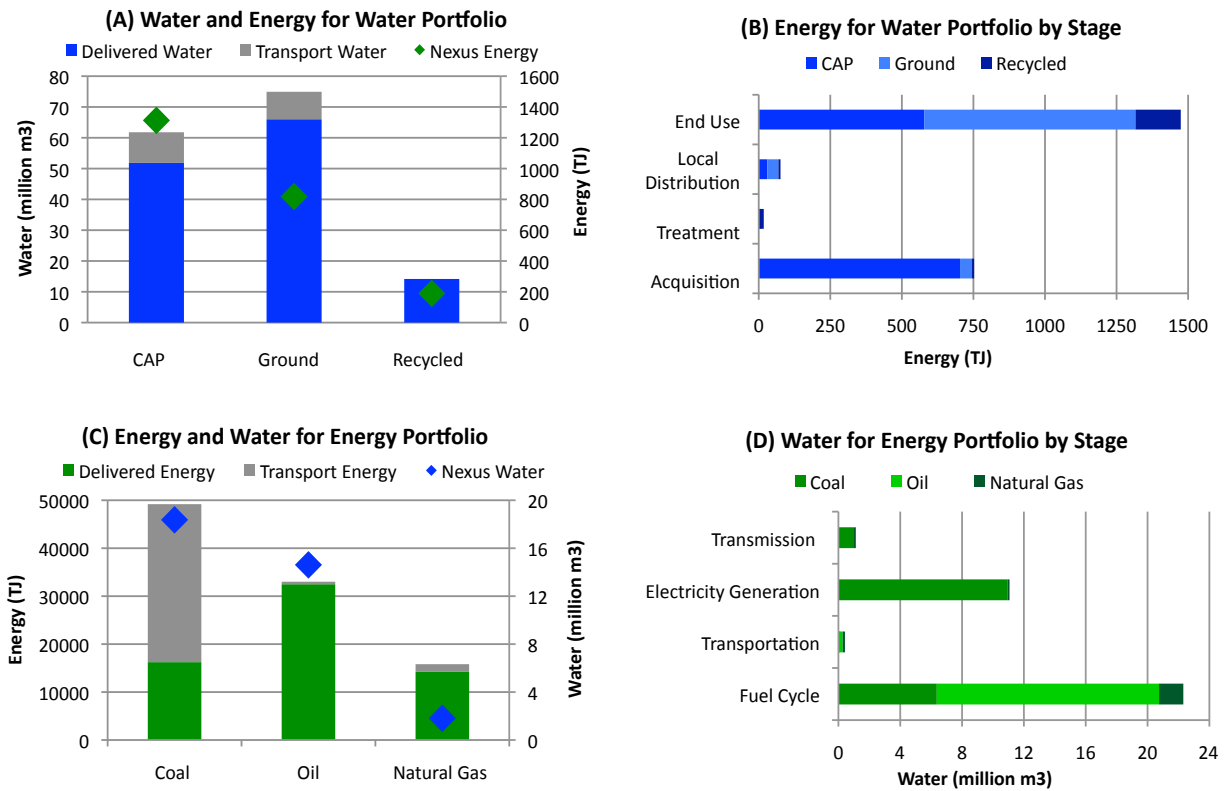 (A) Water and Energy for Water Portfolio
Delivered Water Transport Water Nexus Energy
80
70
60
50
40
30
20
10
0
Water (million m3)
1600
1400
1200
1000
800
600
400
200
0
Energy (TJ)
CAP Ground Recycled
(B) Energy for Water Portfolio by Stage
CAP Ground Recycled
End Use
Local
Distribution
Treatment
Acquisition
0 250 500 750 1000 1250 1500
Energy (TJ)
(C) Energy and Water for Energy Portfolio
Delivered Energy Transport Energy Nexus Water
50000
40000
30000
20000
10000
0
Energy (TJ)
20
16
12
8
4
0
Water (million m3)
Coal Oil Natural Gas
(D) Water for Energy Portfolio by Stage
Coal Oil Natural Gas
Transmission
Electricity Generation
Transportation
Fuel Cycle
0 4 8 12 16 20 24
Water (million m3)